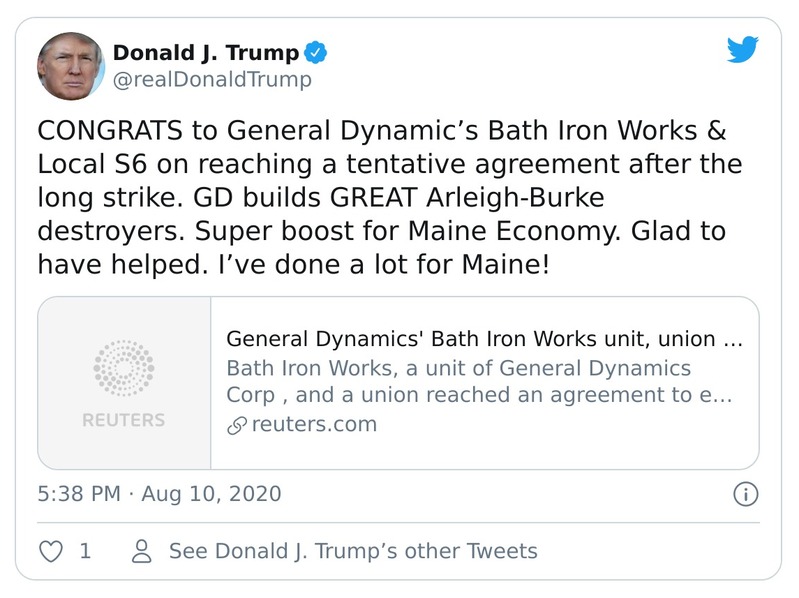 Donald J. Trump
@realDonaldTrump
CONGRATS to General Dynamic’s Bath Iron Works &
Local S6 on reaching a tentative agreement after the
long strike. GD builds GREAT Arleigh-Burke
destroyers. Super boost for Maine Economy. Glad to
have helped. I’ve done a lot for Maine!
REUTERS
General Dynamics' Bath Iron Works unit, union ...
Bath Iron Works, a unit of General Dynamics
Corp , and a union reached an agreement to e...
reuters.com
5:38 PM · Aug 10, 2020
1
See Donald J. Trump’s other Tweets